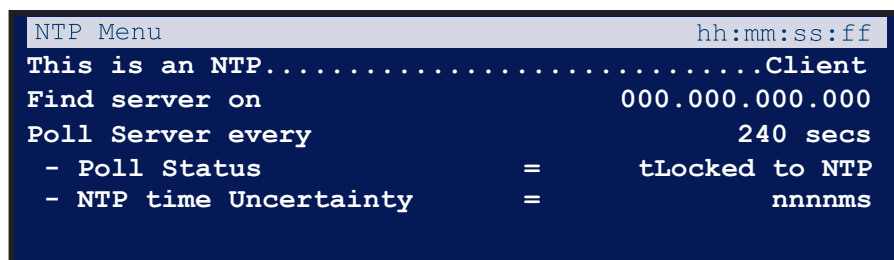 NTP Menu hh:mm:ss:ff
This is an NTP..............................Client
Find server on 000.000.000.000
Poll Server every 240 secs
- Poll Status = tLocked to NTP
- NTP time Uncertainty = nnnnms